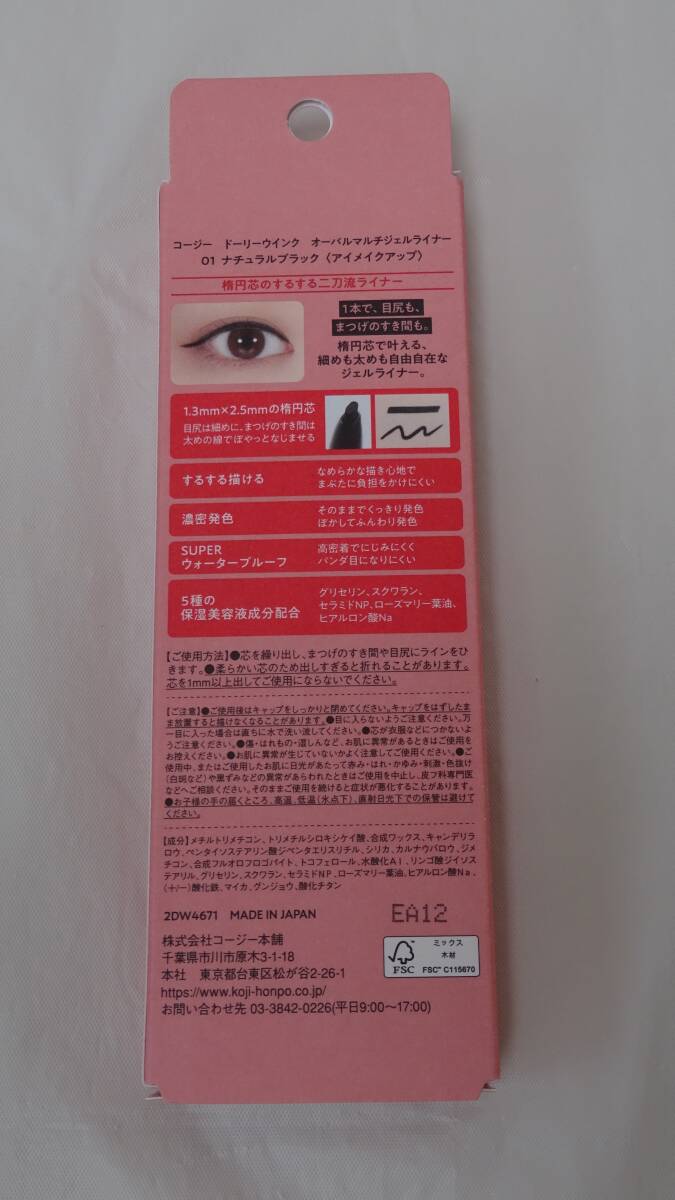 コージー ドーリーウインク オーバルマルチジェルライナー
01 ナチュラルブラック〈アイメイクアップ〉
楕円芯のするする二刀流ライナー
1本で、目尻も、
まつげのすき間も。
楕円芯で叶える、
細めも太めも自由自在な
ジェルライナー。
1.3mm×2.5mmの楕円芯
目尻は細めに、まつげのすき間は
太めの線でぼやっとなじませる
するする描ける
なめらかな描き心地で
まぶたに負担をかけにくい
濃密発色
そのままでくっきり発色
ぼかしてふんわり発色
SUPER
ウォータープルーフ
高密着でにじみにくく
パンダ目になりにくい
5種の
保湿美容液成分配合
グリセリン、スクワラン、
セラミドNP、ローズマリー葉油、
ヒアルロン酸Na
【ご使用方法】●芯を繰り出し、まつげのすき間や目尻にラインをひ
きます。●柔らかい芯のため出しすぎると折れることがあります。
芯を1mm以上出してご使用にならないでください。
【ご注意】●ご使用後はキャップをしっかりと閉めてください。キャップをはずしたま
ま放置すると描けなくなることがあります。●目に入らないようご注意ください。万
一目に入った場合は直ちに水で洗い流してください。●芯が衣服などにつかないよ
うご注意ください。●傷・はれもの・湿しんなど、お肌に異常があるときはご使用を
お控えください。●お肌に異常が生じていないかよく注意してご使用ください。●ご
使用中、またはご使用したお肌に日光があたって赤み・はれ・かゆみ・刺激・色抜け
(白斑など)や黒ずみなどの異常があらわれたときはご使用を中止し、皮フ科専門医
などへご相談ください。そのままご使用を続けると症状が悪化することがあります。
●お子様の手の届くところ、高温、低温(氷点下)、直射日光下での保管は避けて
ください。
【成分】メチルトリメチコン、トリメチルシロキシケイ酸、合成ワックス、キャンデリラ
ロウ、ペンタイソステアリン酸ジペンタエリスリチル、シリカ、カルナウバロウ、ジメ
チコン、合成フルオロフロゴパイト、トコフェロール、水酸化Al、リンゴ酸ジイソス
テアリル、グリセリン、スクワラン、セラミドNP、ローズマリー葉油、ヒアルロン酸Na、
(+/-)酸化鉄、マイカ、グンジョウ、酸化チタン
2DW4671 MADE IN JAPAN
EA12
株式会社コージー本舗
千葉県市川市原木3-1-18
本社 東京都台東区松が谷2-26-1
https://www.koji-honpo.co.jp/
お問い合わせ先 03-3842-0226(平日9:00〜17:00)
FSC
ミックス
木材
FSC™ C115670